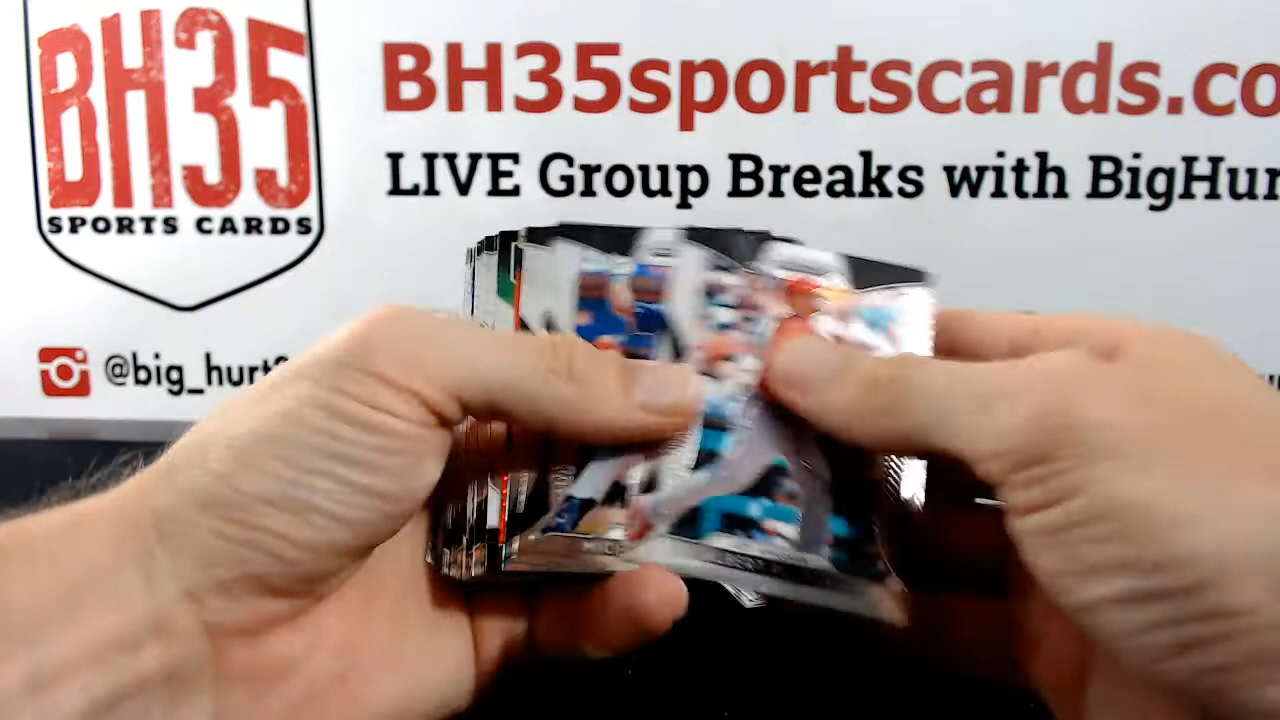 BH35
SPORTS CARDS
BH35sportscards.co
LIVE Group Breaks with BigHur
@big_hurt